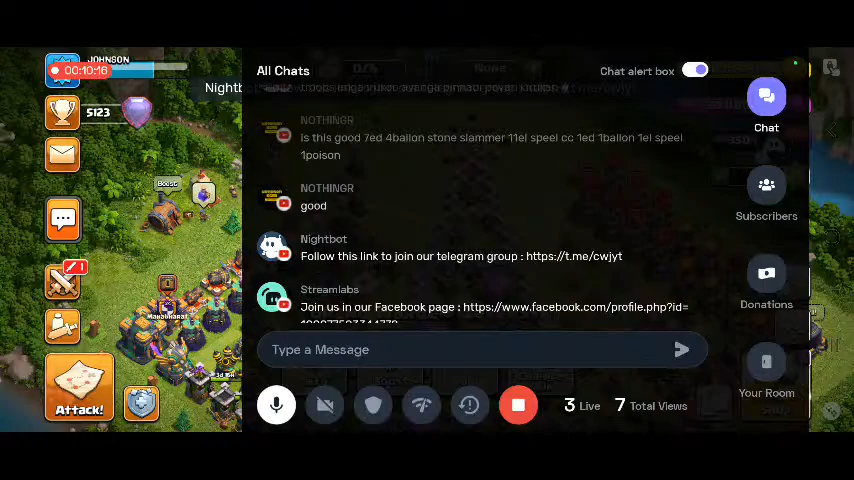 JOHNSON
00:10:16
5123
Boost
Mahabharat
Attack!
Nightb
All Chats
Chat alert box
NOTHINGR
is this good 7ed 4ballon stone slammer 11el speel cc 1ed 1ballon 1el speel
1poison
NOTHINGR
good
Nightbot
Follow this link to join our telegram group : https://t.me/cwjyt
Streamlabs
Join us in our Facebook page : https://www.facebook.com/profile.php?id=
Type a Message
3 Live 7 Total Views
Chat
Subscribers
Donations
Your Room